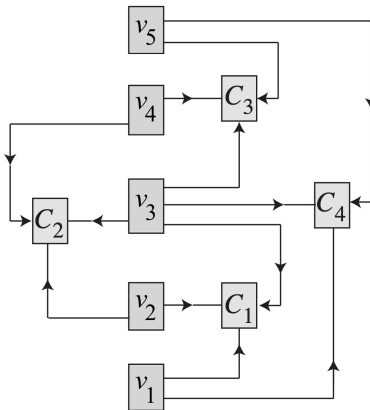 v₅
v₄ C₃
v₃ C₄
C₂
v₂ C₁
v₁